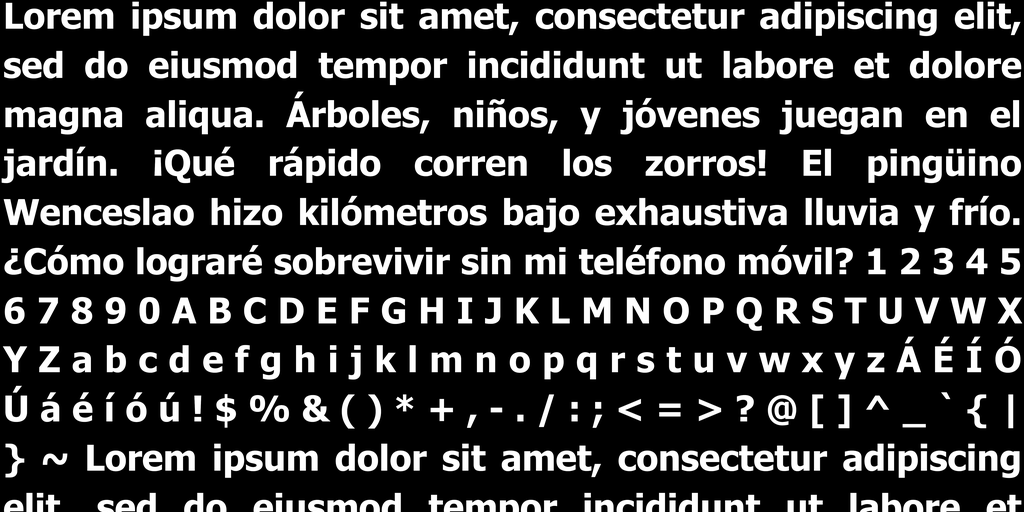 Lorem ipsum dolor sit amet, consectetur adipiscing elit,
sed do eiusmod tempor incididunt ut labore et dolore
magna aliqua. Árboles, niños, y jóvenes juegan en el
jardín. ¡Qué rápido corren los zorros! El pingüino
Wenceslao hizo kilómetros bajo exhaustiva lluvia y frío.
¿Cómo lograré sobrevivir sin mi teléfono móvil? 1 2 3 4 5
6 7 8 9 0 A B C D E F G H I J K L M N O P Q R S T U V W X
Y Z a b c d e f g h i j k l m n o p q r s t u v w x y z Á É Í Ó
Ú á é í ó ú ! $ % & ( ) * + , - . / : ; < = > ? @ [ ] ^ _ ` { |
} ~ Lorem ipsum dolor sit amet, consectetur adipiscing
elit, sed do eiusmod tempor incididunt ut labore et